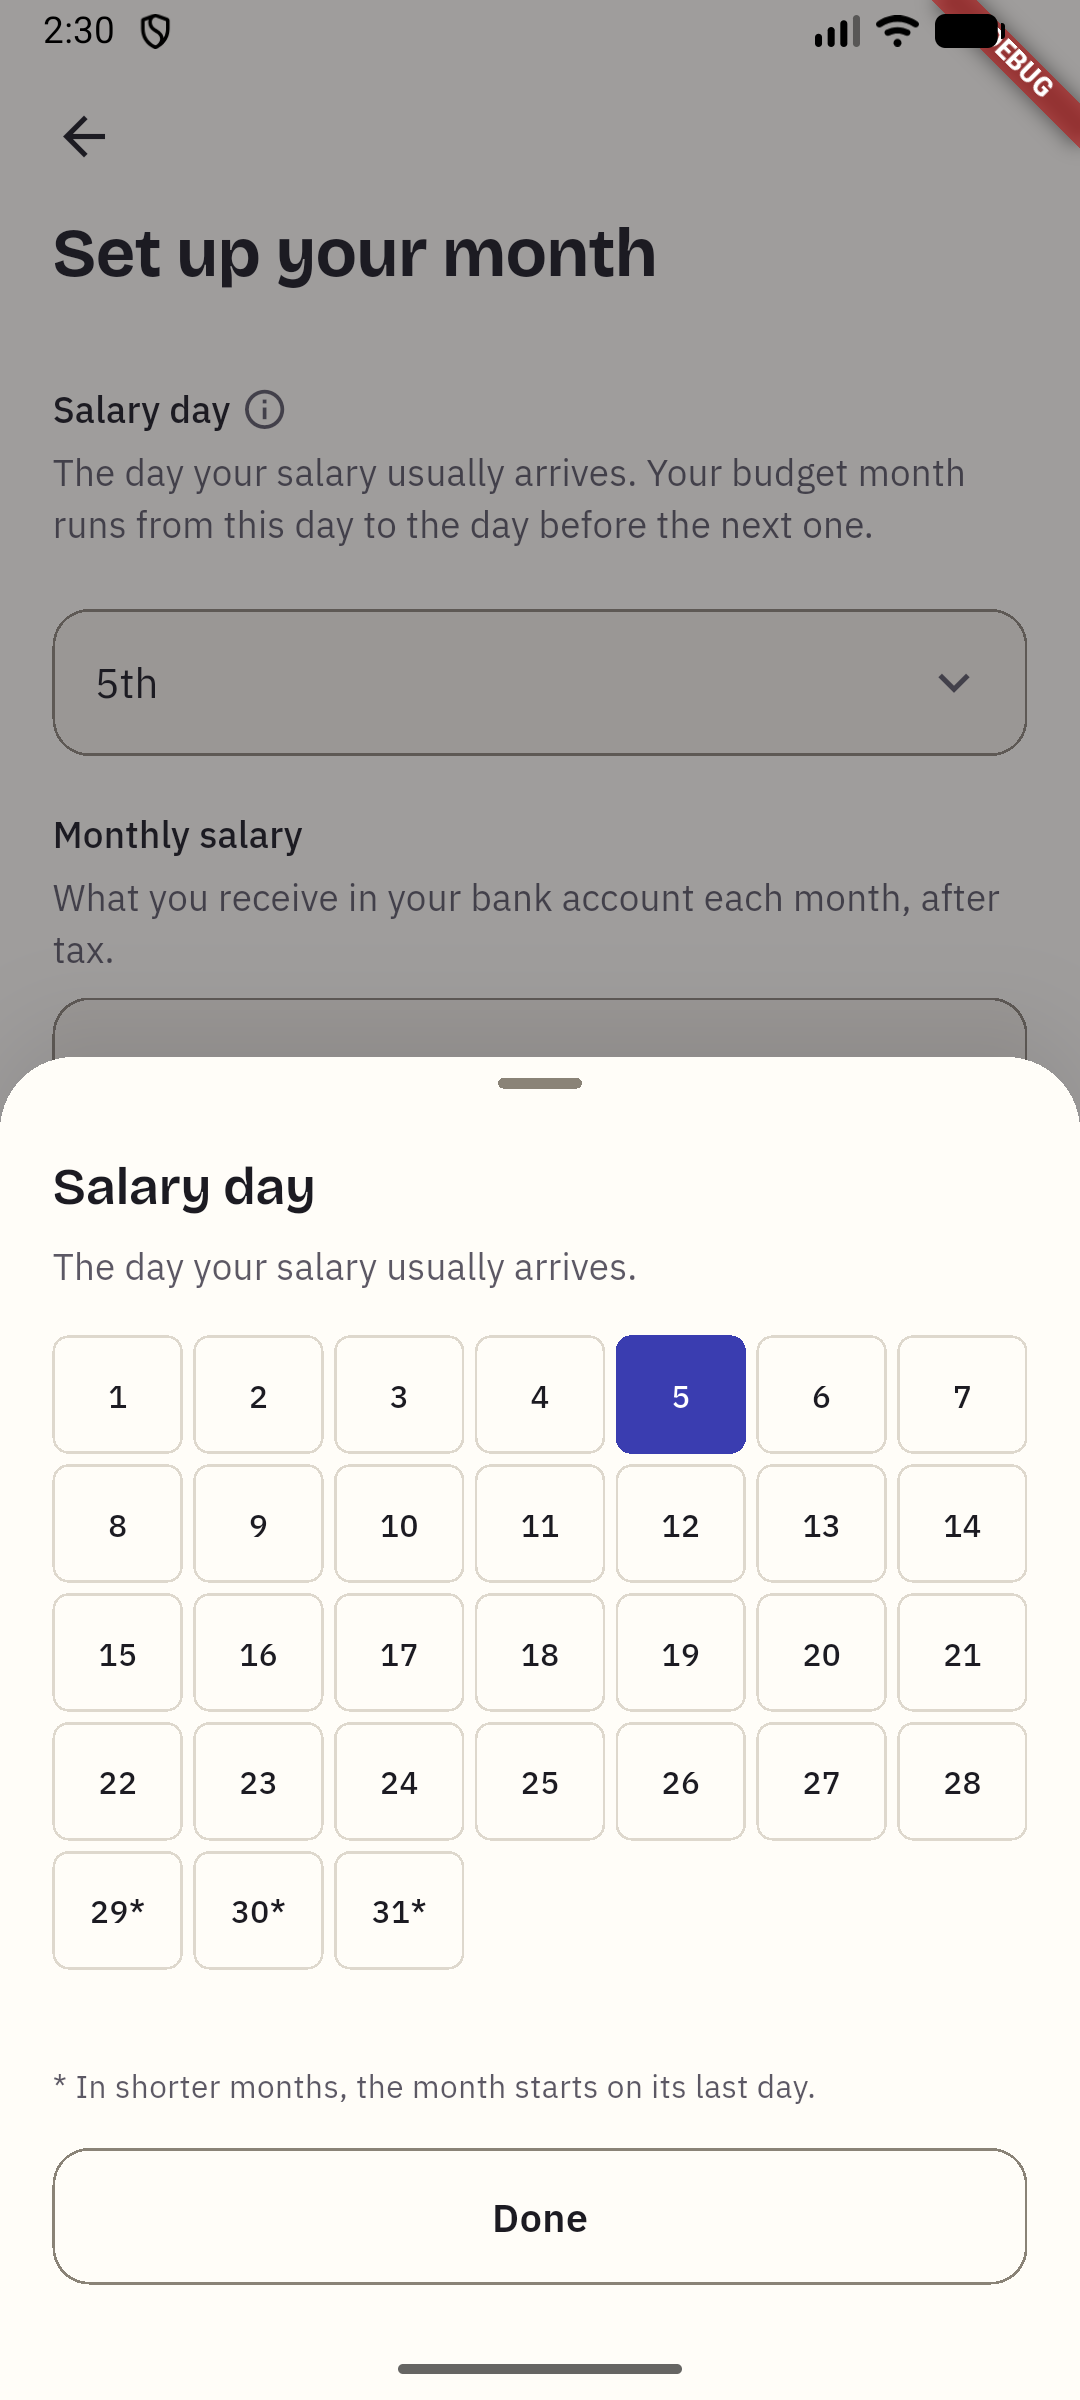 2:30
DEBUG
Set up your month
Salary day
The day your salary usually arrives. Your budget month
runs from this day to the day before the next one.
5th
Monthly salary
What you receive in your bank account each month, after
tax.
Salary day
The day your salary usually arrives.
1 2 3 4 5 6 7
8 9 10 11 12 13 14
15 16 17 18 19 20 21
22 23 24 25 26 27 28
29* 30* 31*
* In shorter months, the month starts on its last day.
Done